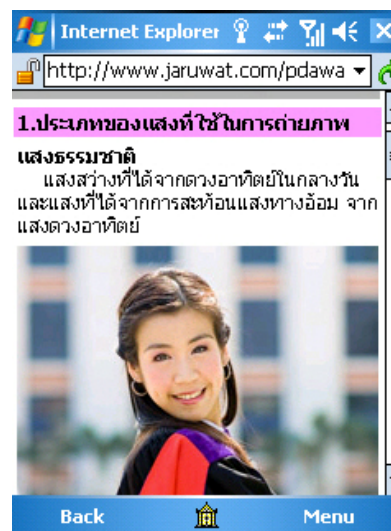 Internet Explorer
http://www.jaruwat.com/pdawa
1.ประเภทของแสงที่ใช้ในการถ่ายภาพ
แสงธรรมชาติ
แสงสว่างที่ได้จากดวงอาทิตย์ในกลางวัน
และแสงที่ได้จากการสะท้อนแสงทางอ้อม จาก
แสงดวงอาทิตย์
Back Menu